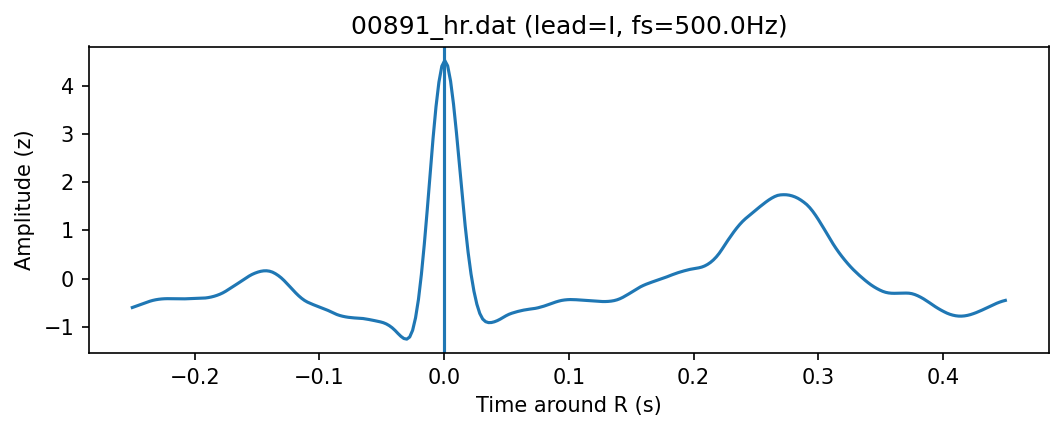 00891_hr.dat (lead=I, fs=500.0Hz)
Amplitude (z)
4
3
2
1
0
−1
−0.2 −0.1 0.0 0.1 0.2 0.3 0.4
Time around R (s)